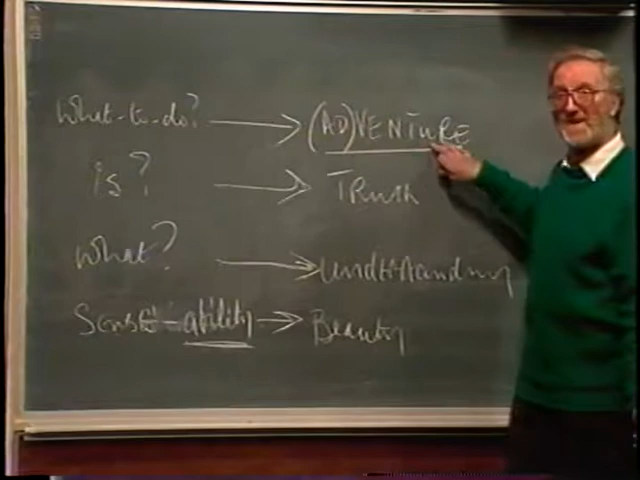 What-to-do? → (AD)VENTURE
is? → Truth
What? → Understanding
Sense-ability → Beauty